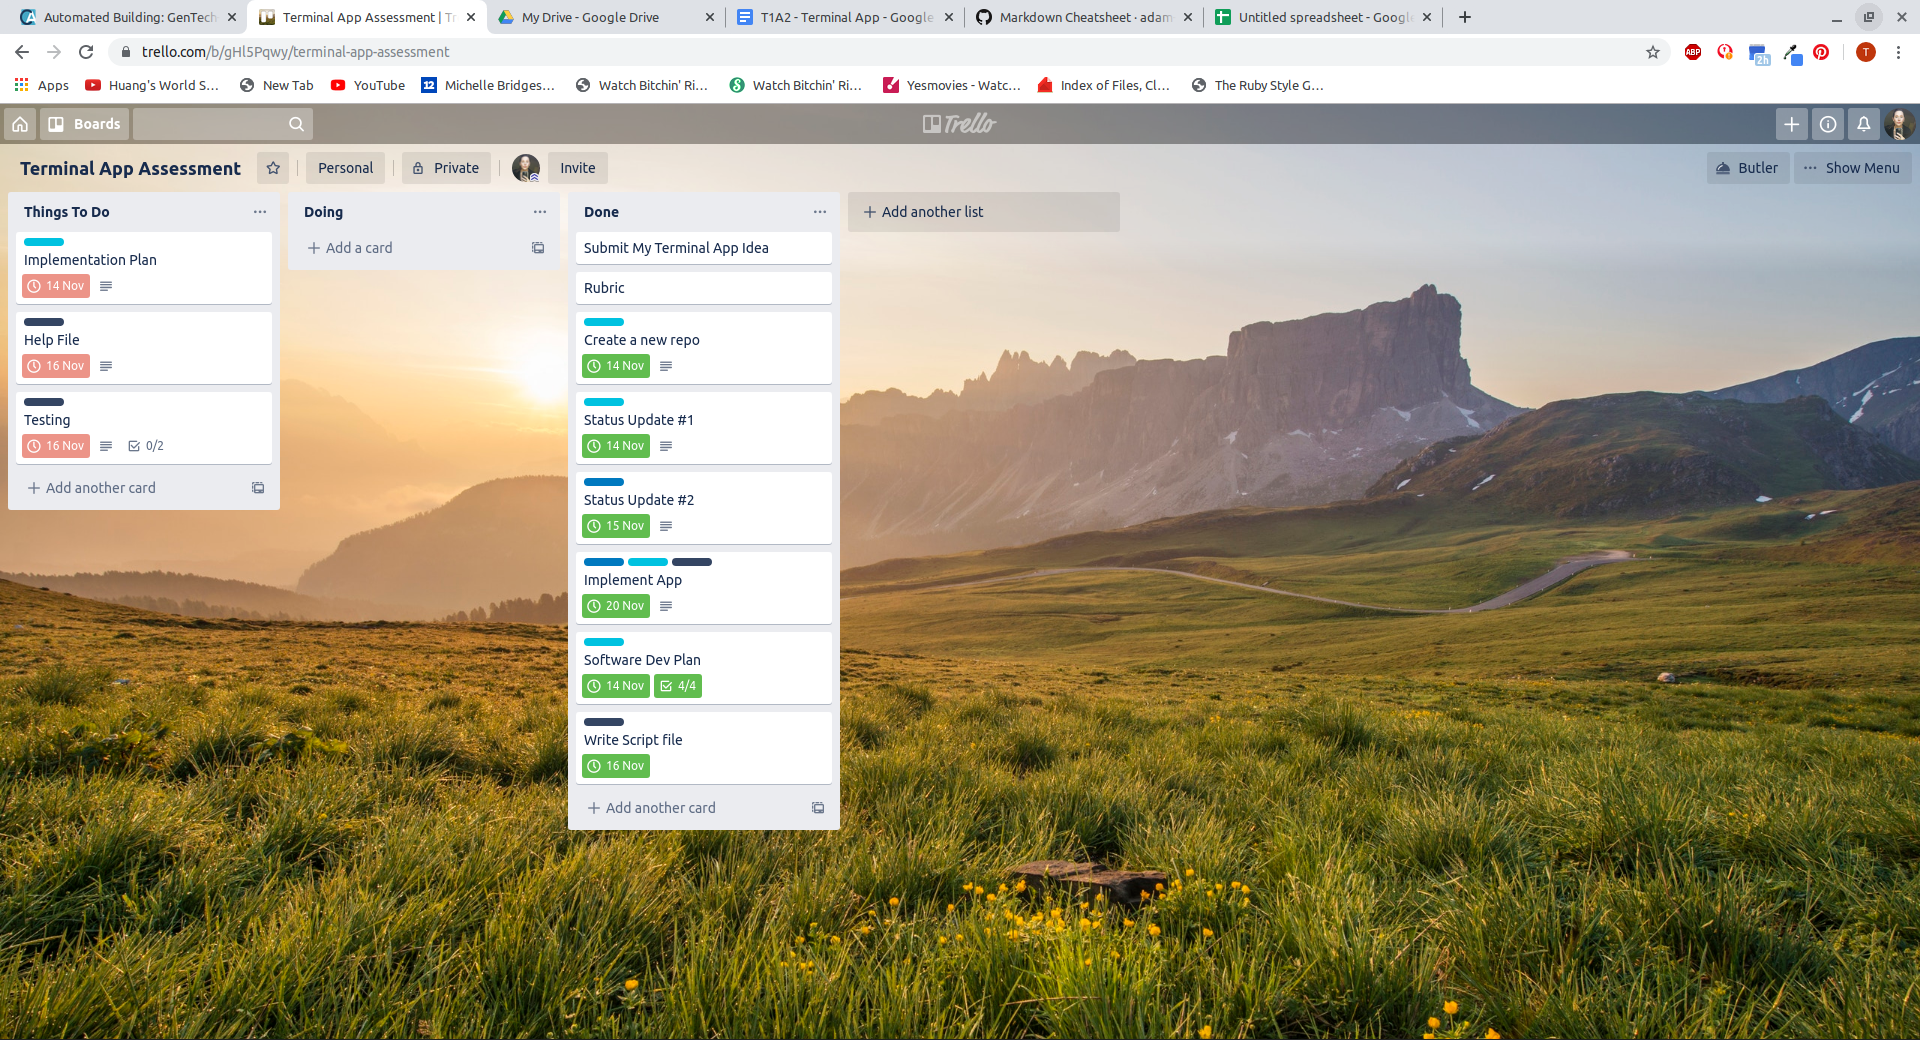 Automated Building: GenTech
Terminal App Assessment | Tr
My Drive - Google Drive
T1A2 - Terminal App - Google
Markdown Cheatsheet · adam
Untitled spreadsheet - Google
trello.com/b/gHl5Pqwy/terminal-app-assessment
ABP
2h
T
Apps
Huang's World S...
New Tab
YouTube
12
Michelle Bridges...
Watch Bitchin' Ri...
Watch Bitchin' Ri...
Yesmovies - Watc...
Index of Files, Cl...
The Ruby Style G...
Boards
Trello
Terminal App Assessment
Personal
Private
Invite
Butler
Show Menu
Things To Do
Implementation Plan
14 Nov
Help File
16 Nov
Testing
16 Nov
0/2
Add another card
Doing
Add a card
Done
Submit My Terminal App Idea
Rubric
Create a new repo
14 Nov
Status Update #1
14 Nov
Status Update #2
15 Nov
Implement App
20 Nov
Software Dev Plan
14 Nov
4/4
Write Script file
16 Nov
Add another card
Add another list